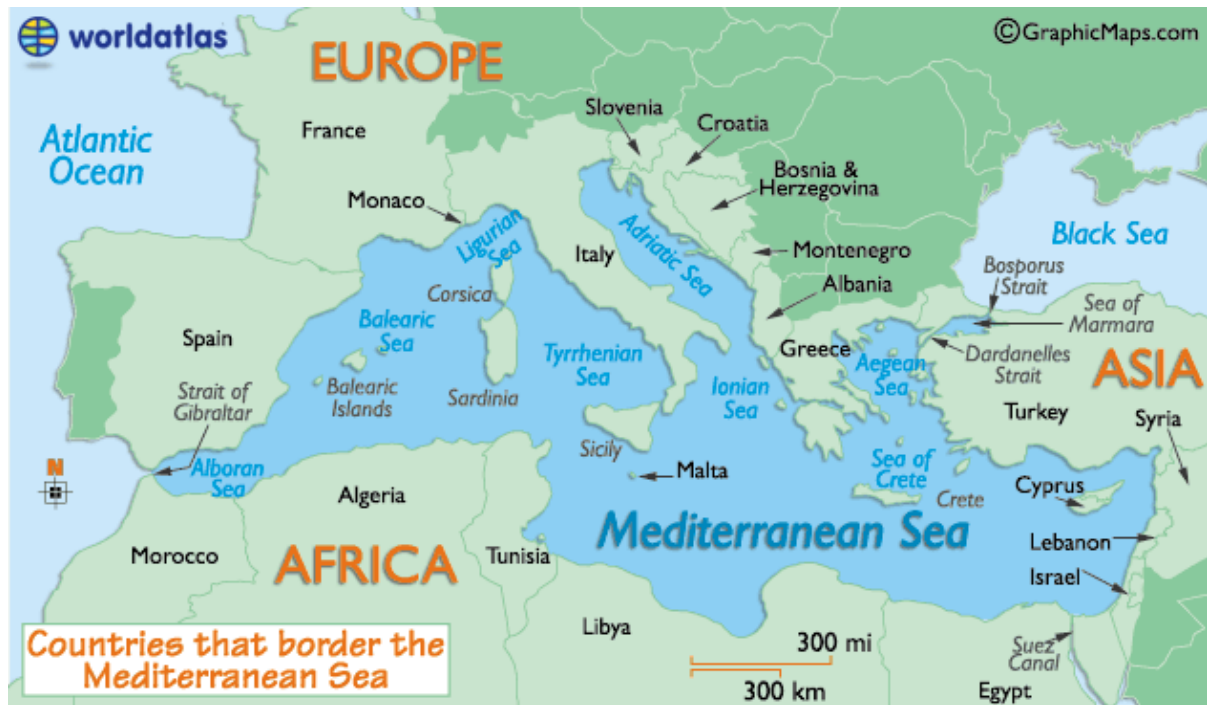 worldatlas
EUROPE
©GraphicMaps.com
Atlantic
Ocean
France
Slovenia
Croatia
Bosnia &
Herzegovina
Monaco
Ligurian
Sea
Adriatic Sea
Italy
Montenegro
Albania
Black Sea
Bosporus
Strait
Sea of
Marmara
Corsica
Balearic
Sea
Spain
Tyrrhenian
Sea
Greece
Aegean
Sea
Dardanelles
Strait
ASIA
Strait of
Gibraltar
Balearic
Islands
Sardinia
Ionian
Sea
Turkey
Syria
Sicily
N
Alboran
Sea
Algeria
Malta
Sea of
Crete
Crete
Cyprus
Mediterranean Sea
Lebanon
Morocco
AFRICA
Tunisia
Israel
Libya
300 mi
300 km
Suez
Canal
Egypt
Countries that border the
Mediterranean Sea